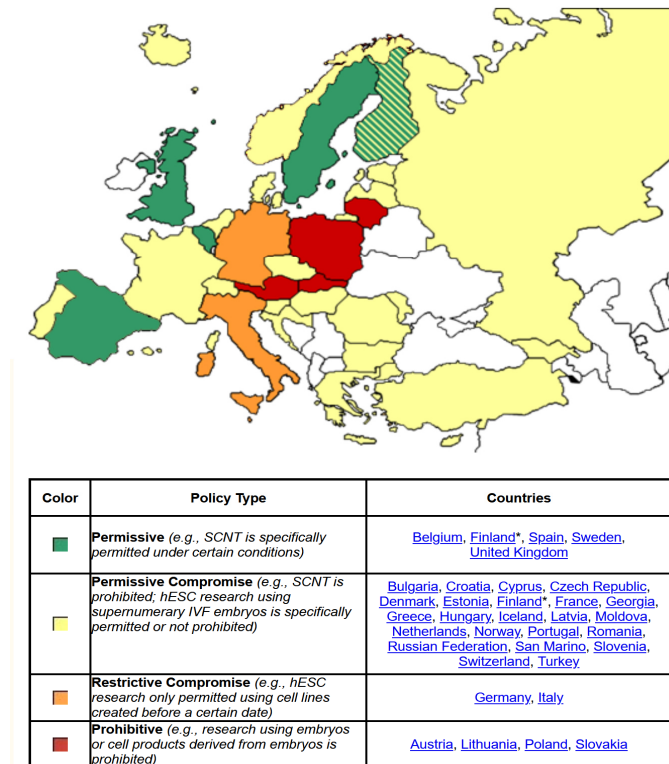 Color
Policy Type
Countries
Permissive (e.g., SCNT is specifically
permitted under certain conditions)
Belgium, Finland*, Spain, Sweden,
United Kingdom
Permissive Compromise (e.g., SCNT is
prohibited; hESC research using
supernumerary IVF embryos is specifically
permitted or not prohibited)
Bulgaria, Croatia, Cyprus, Czech Republic,
Denmark, Estonia, Finland*, France, Georgia,
Greece, Hungary, Iceland, Latvia, Moldova,
Netherlands, Norway, Portugal, Romania,
Russian Federation, San Marino, Slovenia,
Switzerland, Turkey
Restrictive Compromise (e.g., hESC
research only permitted using cell lines
created before a certain date)
Germany, Italy
Prohibitive (e.g., research using embryos
or cell products derived from embryos is
prohibited)
Austria, Lithuania, Poland, Slovakia